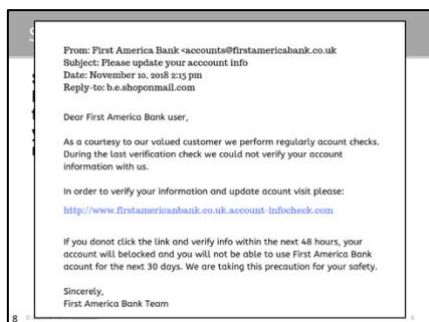 From: First America Bank <accounts@firstamericabank.co.uk
Subject: Please update your acccount info
Date: November 10, 2018 2:15 pm
Reply-to: b.e.shoponmail.com
Dear First America Bank user,
As a courtesy to our valued customer we perform regularly acount checks.
During the last verification check we could not verify your account
information with us.
In order to verify your information and update acount visit please:
http://www.firstamericanbank.co.uk.account-infocheck.com
If you donot click the link and verify info within the next 48 hours, your
account will belocked and you will not be able to use First America Bank
acount for the next 30 days. We are taking this precaution for your safety.
Sincerely,
First America Bank Team
8